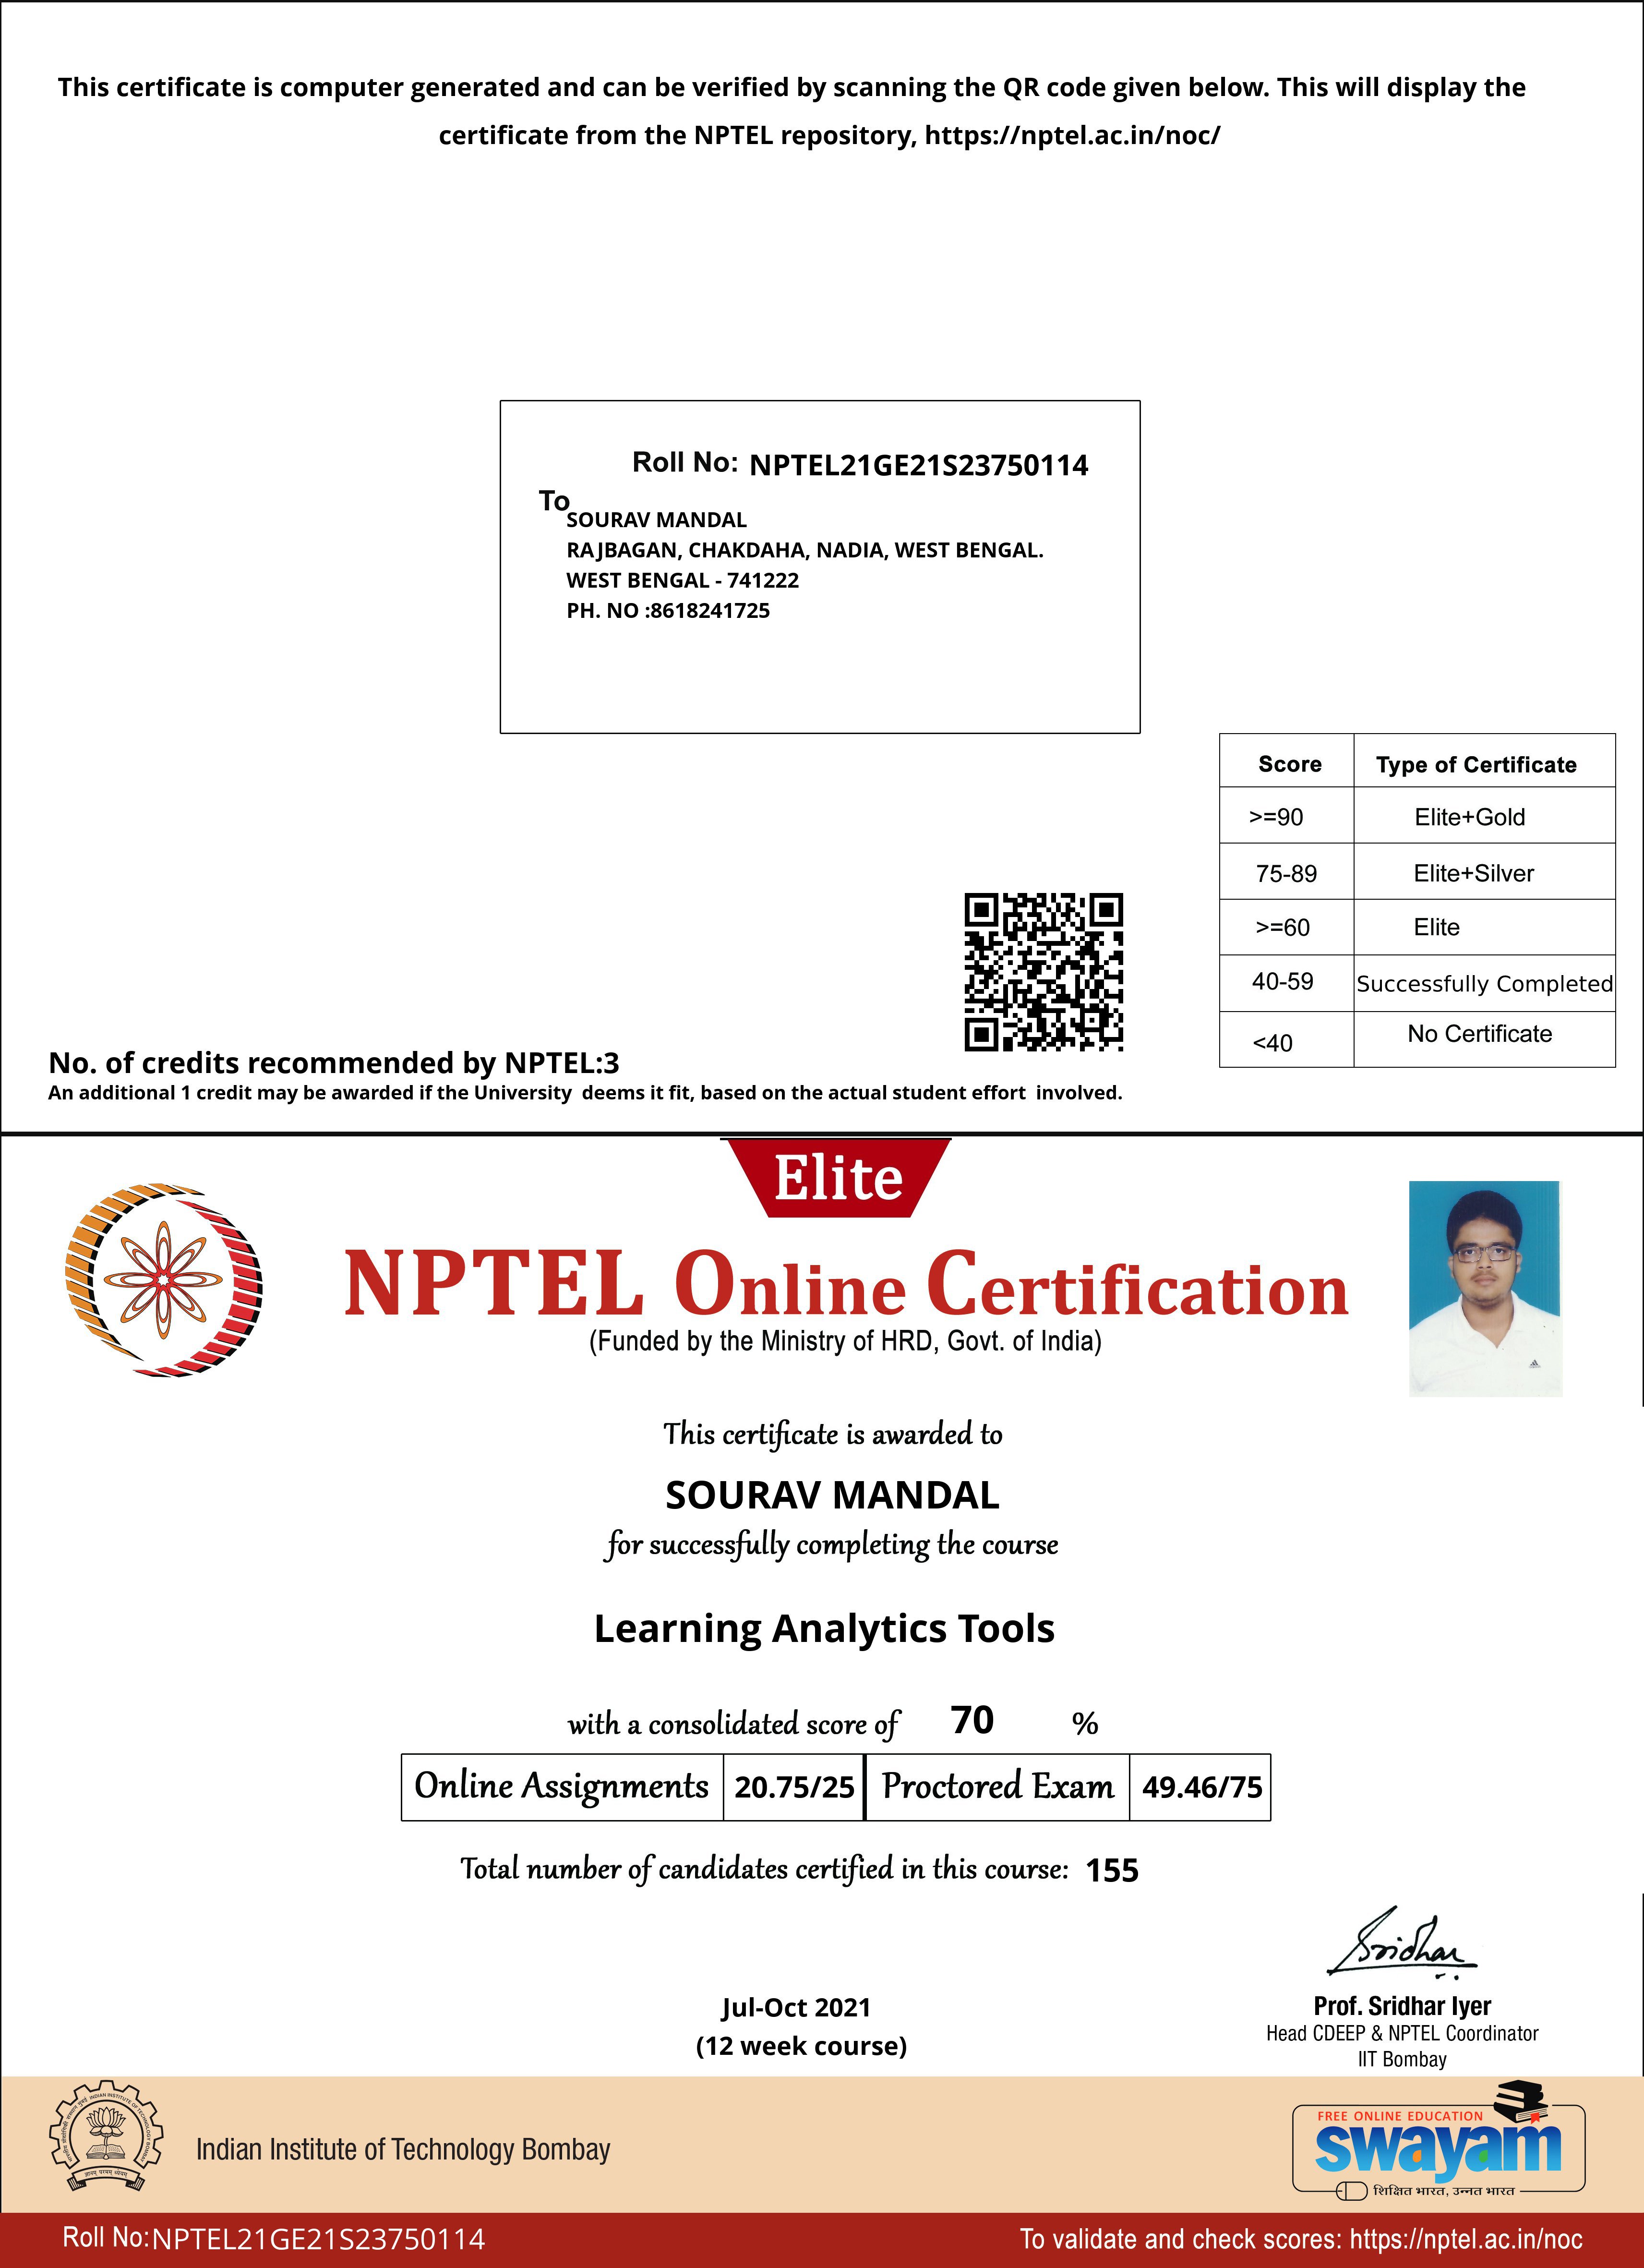 This certificate is computer generated and can be verified by scanning the QR code given below. This will display the
certificate from the NPTEL repository, https://nptel.ac.in/noc/
Roll No: NPTEL21GE21S23750114
To
SOURAV MANDAL
RAJBAGAN, CHAKDAHA, NADIA, WEST BENGAL.
WEST BENGAL - 741222
PH. NO :8618241725
Score Type of Certificate
>=90 Elite+Gold
75-89 Elite+Silver
>=60 Elite
40-59 Successfully Completed
<40 No Certificate
No. of credits recommended by NPTEL:3
An additional 1 credit may be awarded if the University deems it fit, based on the actual student effort involved.
Elite
NPTEL Online Certification
(Funded by the Ministry of HRD, Govt. of India)
This certificate is awarded to
SOURAV MANDAL
for successfully completing the course
Learning Analytics Tools
with a consolidated score of 70 %
Online Assignments 20.75/25 Proctored Exam 49.46/75
Total number of candidates certified in this course: 155
Sridhar
Jul-Oct 2021
(12 week course)
Prof. Sridhar Iyer
Head CDEEP & NPTEL Coordinator
IIT Bombay
INDIAN INSTITUTE OF TECHNOLOGY BOMBAY
ज्ञानम् परमम् ध्येयम्
Indian Institute of Technology Bombay
FREE ONLINE EDUCATION
swayam
शिक्षित भारत, उन्नत भारत
Roll No:NPTEL21GE21S23750114
To validate and check scores: https://nptel.ac.in/noc